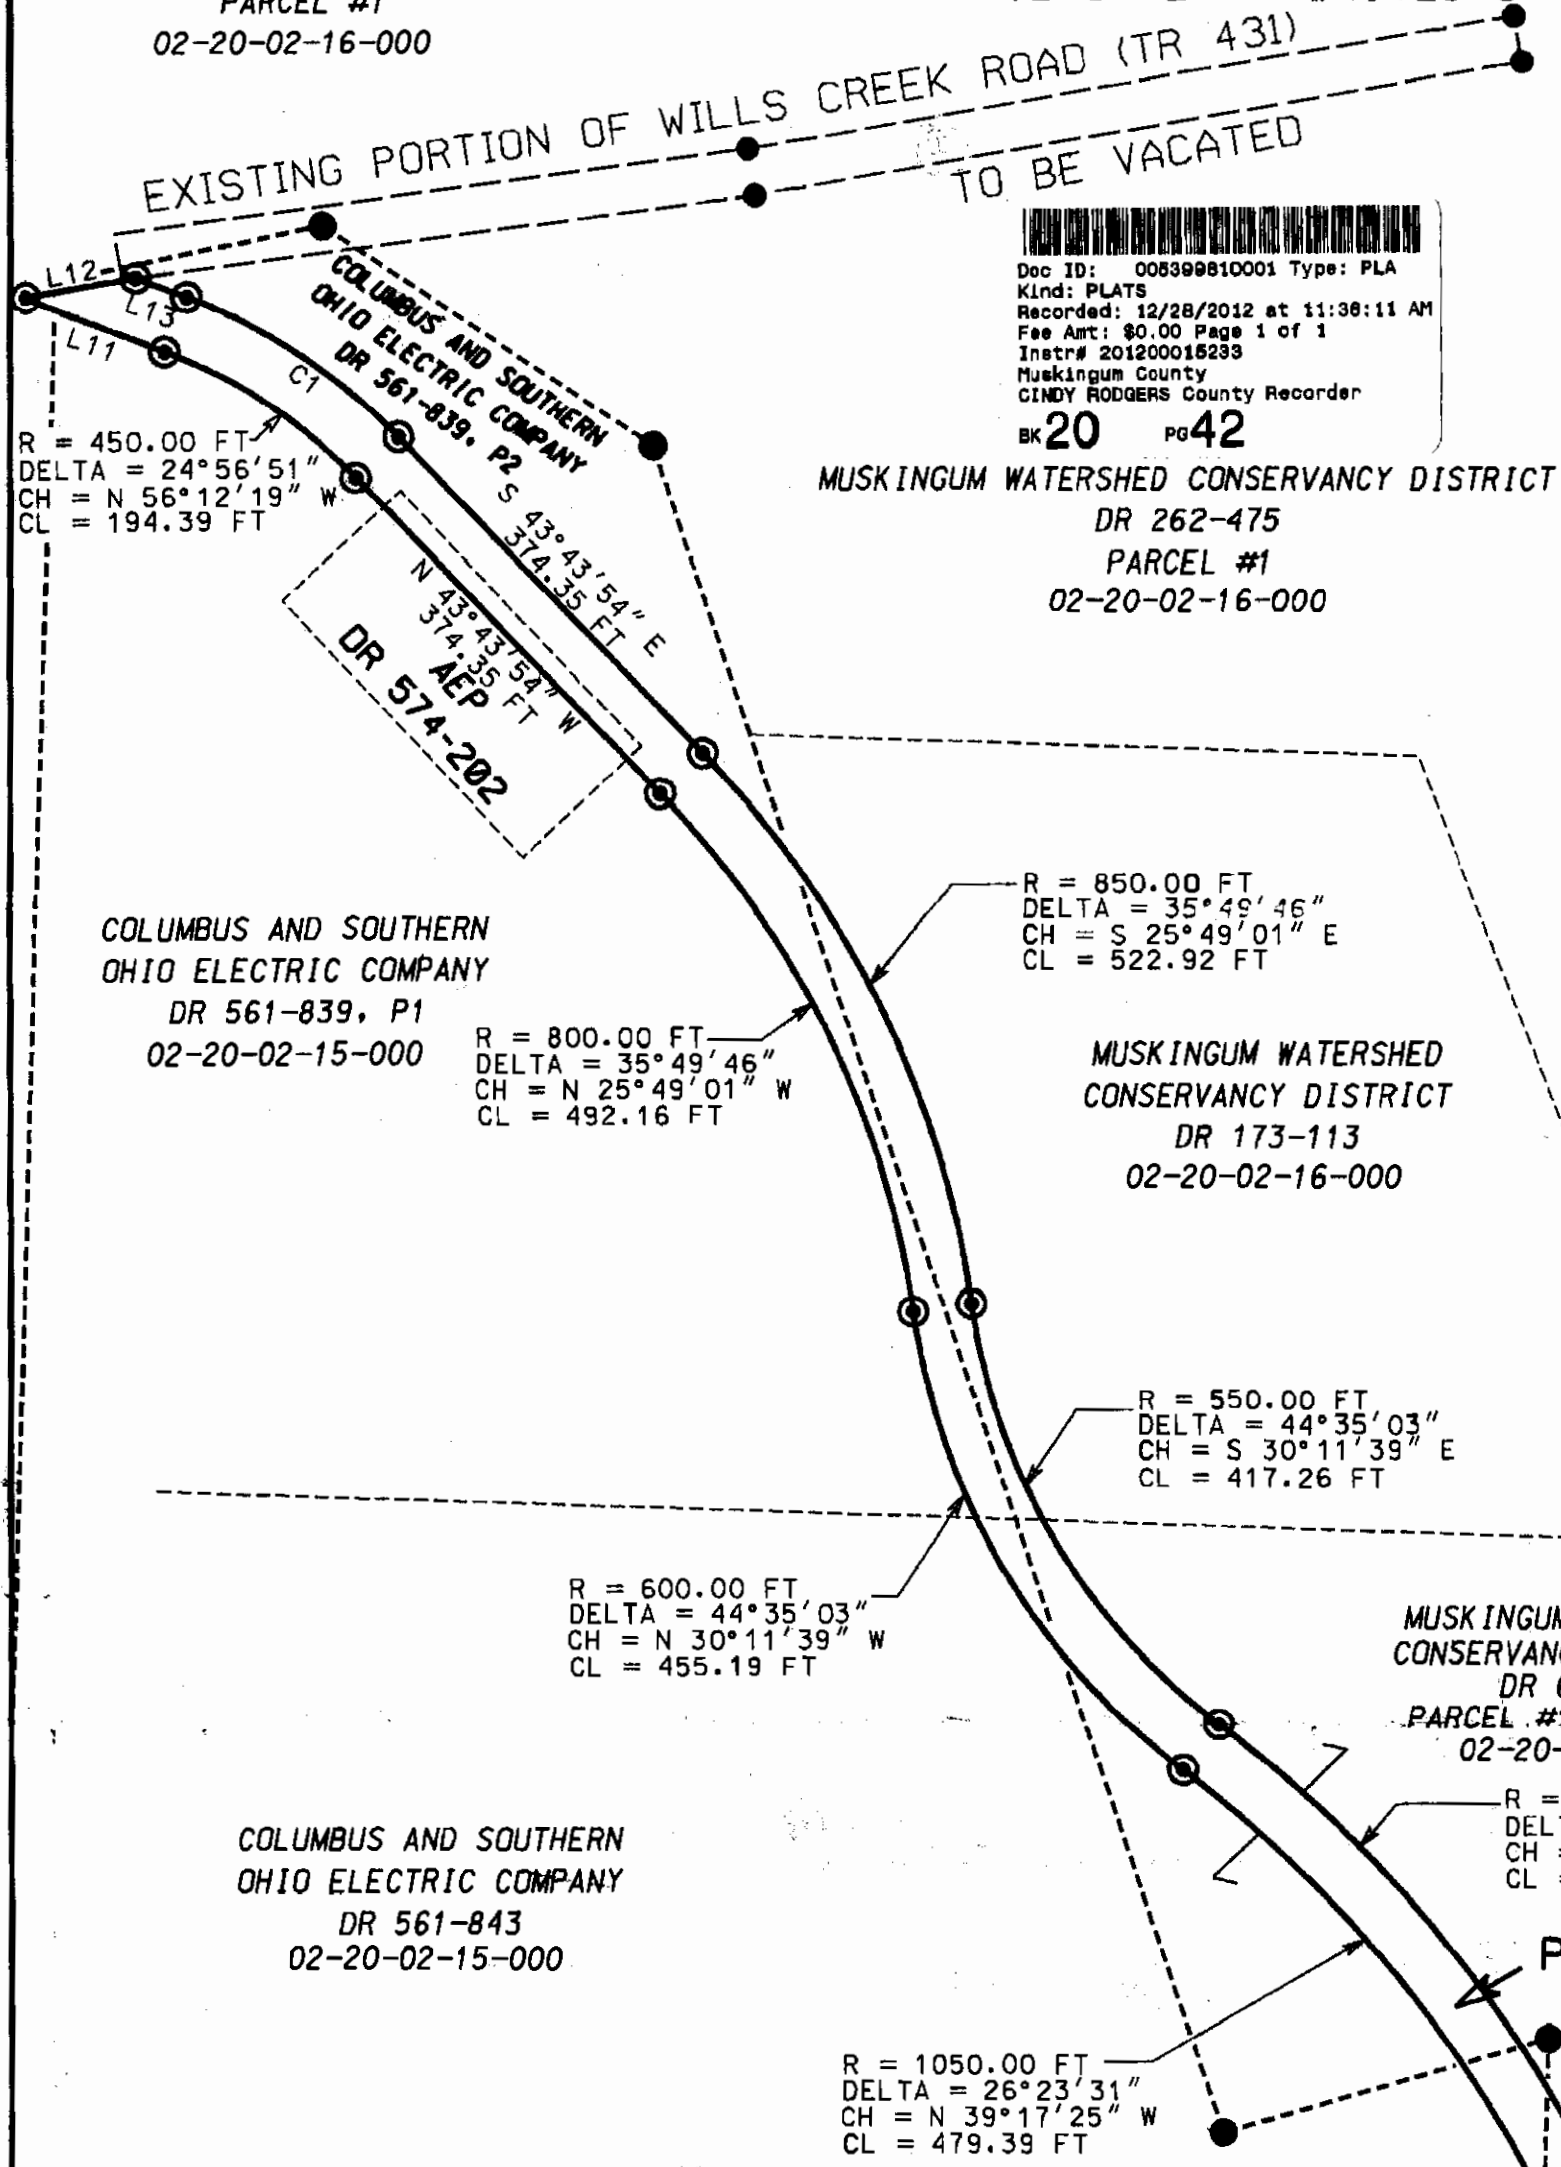 PARCEL #1
02-20-02-16-000
EXISTING PORTION OF WILLS CREEK ROAD (TR 431)
TO BE VACATED
Doc ID: 005399810001 Type: PLA
Kind: PLATS
Recorded: 12/28/2012 at 11:36:11 AM
Fee Amt: $0.00 Page 1 of 1
Instr# 201200015233
Muskingum County
CINDY RODGERS County Recorder
BK 20 PG 42
L12
L13
L11
C1
COLUMBUS AND SOUTHERN
OHIO ELECTRIC COMPANY
DR 561-839, P2
R = 450.00 FT
DELTA = 24°56'51"
CH = N 56°12'19" W
CL = 194.39 FT
MUSKINGUM WATERSHED CONSERVANCY DISTRICT
DR 262-475
PARCEL #1
02-20-02-16-000
S 43°43'54" E
374.35 FT
N 43°43'54" W
374.35 FT
AEP
DR 574-202
R = 850.00 FT
DELTA = 35°49'46"
CH = S 25°49'01" E
CL = 522.92 FT
COLUMBUS AND SOUTHERN
OHIO ELECTRIC COMPANY
DR 561-839, P1
02-20-02-15-000
R = 800.00 FT
DELTA = 35°49'46"
CH = N 25°49'01" W
CL = 492.16 FT
MUSKINGUM WATERSHED
CONSERVANCY DISTRICT
DR 173-113
02-20-02-16-000
R = 550.00 FT
DELTA = 44°35'03"
CH = S 30°11'39" E
CL = 417.26 FT
R = 600.00 FT
DELTA = 44°35'03"
CH = N 30°11'39" W
CL = 455.19 FT
MUSKINGUM
CONSERVANC
DR
PARCEL #
02-20-
R =
DEL
CH =
CL =
COLUMBUS AND SOUTHERN
OHIO ELECTRIC COMPANY
DR 561-843
02-20-02-15-000
P
R = 1050.00 FT
DELTA = 26°23'31"
CH = N 39°17'25" W
CL = 479.39 FT